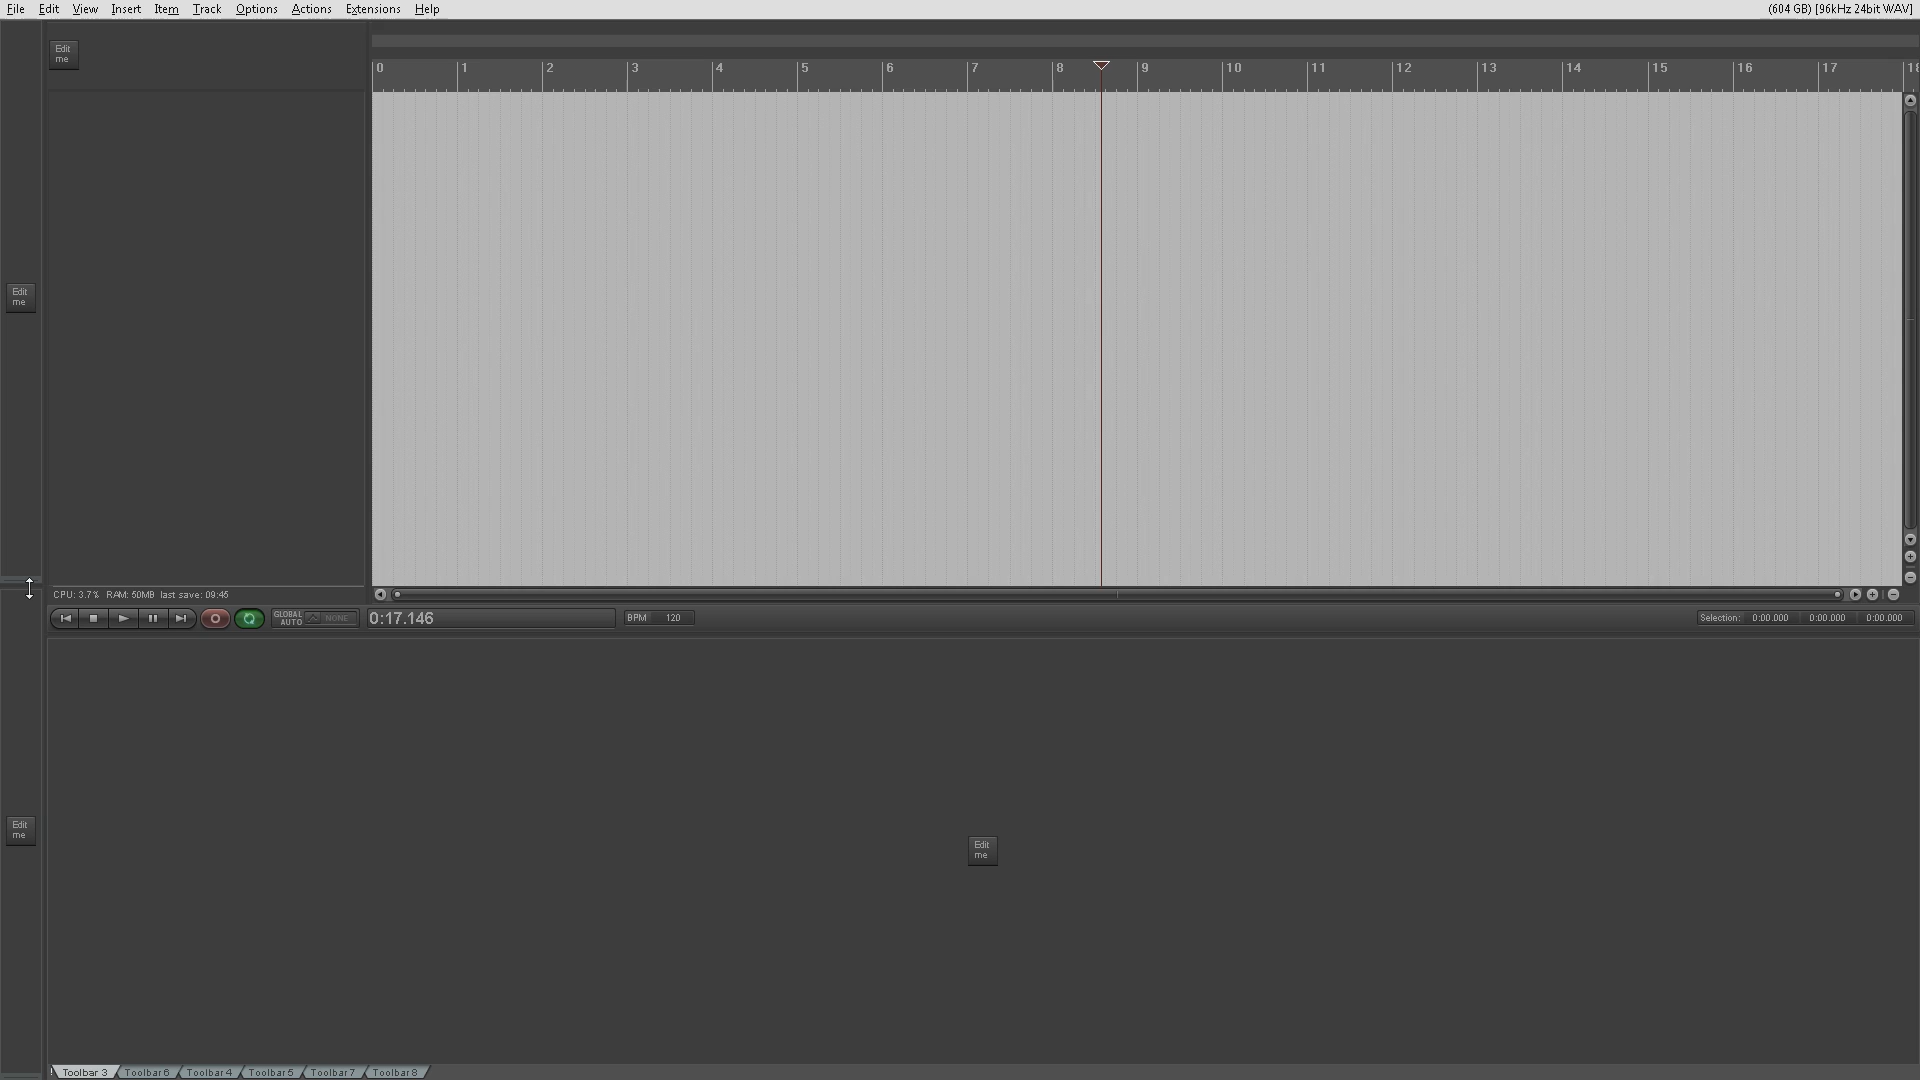 File Edit View Insert Item Track Options Actions Extensions Help (604 GB) [96kHz 24bit WAV]
Edit
me
0 1 2 3 4 5 6 7 8 9 10 11 12 13 14 15 16 17 18
Edit
me
CPU: 3.7% RAM: 50MB last save: 09:45
GLOBAL
AUTO NONE
0:17.146
BPM 120
Selection: 0:00.000 0:00.000 0:00.000
Edit
me
Edit
me
Toolbar 3 Toolbar 6 Toolbar 4 Toolbar 5 Toolbar 7 Toolbar 8